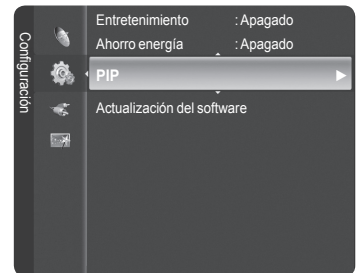 Configuración
Entretenimiento : Apagado
Ahorro energía : Apagado
PIP
Actualización del software